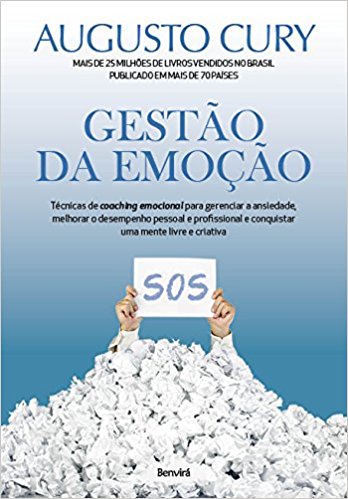 AUGUSTO CURY
MAIS DE 25 MILHÕES DE LIVROS VENDIDOS NO BRASIL
PUBLICADO EM MAIS DE 70 PAÍSES
GESTÃO
DA EMOÇÃO
Técnicas de coaching emocional para gerenciar a ansiedade,
melhorar o desempenho pessoal e profissional e conquistar
uma mente livre e criativa
SOS
Benvirá